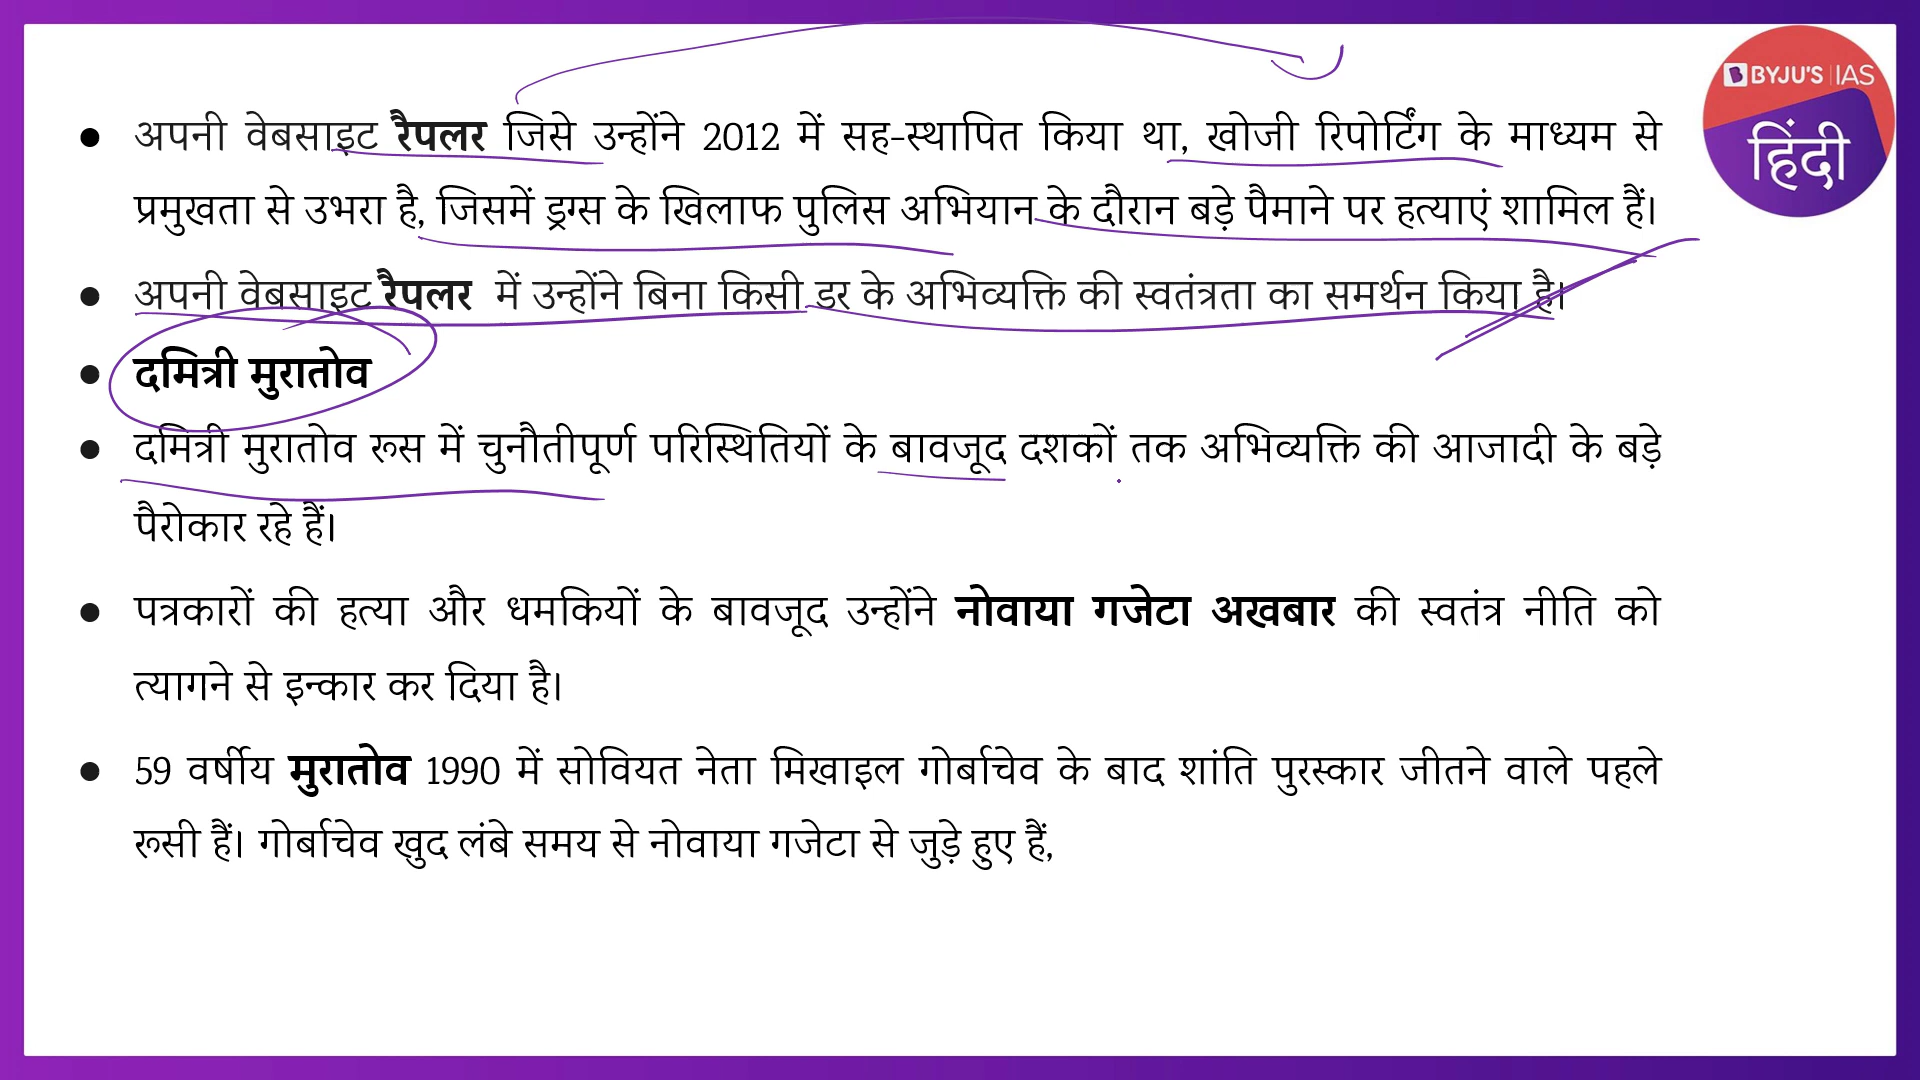 BYJU'S IAS
हिंदी
● अपनी वेबसाइट रैपलर जिसे उन्होंने 2012 में सह-स्थापित किया था, खोजी रिपोर्टिंग के माध्यम से
प्रमुखता से उभरा है, जिसमें ड्रग्स के खिलाफ पुलिस अभियान के दौरान बड़े पैमाने पर हत्याएं शामिल हैं।
● अपनी वेबसाइट रैपलर में उन्होंने बिना किसी डर के अभिव्यक्ति की स्वतंत्रता का समर्थन किया है।
● दमित्री मुरातोव
● दमित्री मुरातोव रूस में चुनौतीपूर्ण परिस्थितियों के बावजूद दशकों तक अभिव्यक्ति की आजादी के बड़े
पैरोकार रहे हैं।
● पत्रकारों की हत्या और धमकियों के बावजूद उन्होंने नोवाया गजेटा अखबार की स्वतंत्र नीति को
त्यागने से इन्कार कर दिया है।
● 59 वर्षीय मुरातोव 1990 में सोवियत नेता मिखाइल गोर्बाचेव के बाद शांति पुरस्कार जीतने वाले पहले
रूसी हैं। गोर्बाचेव खुद लंबे समय से नोवाया गजेटा से जुड़े हुए हैं,